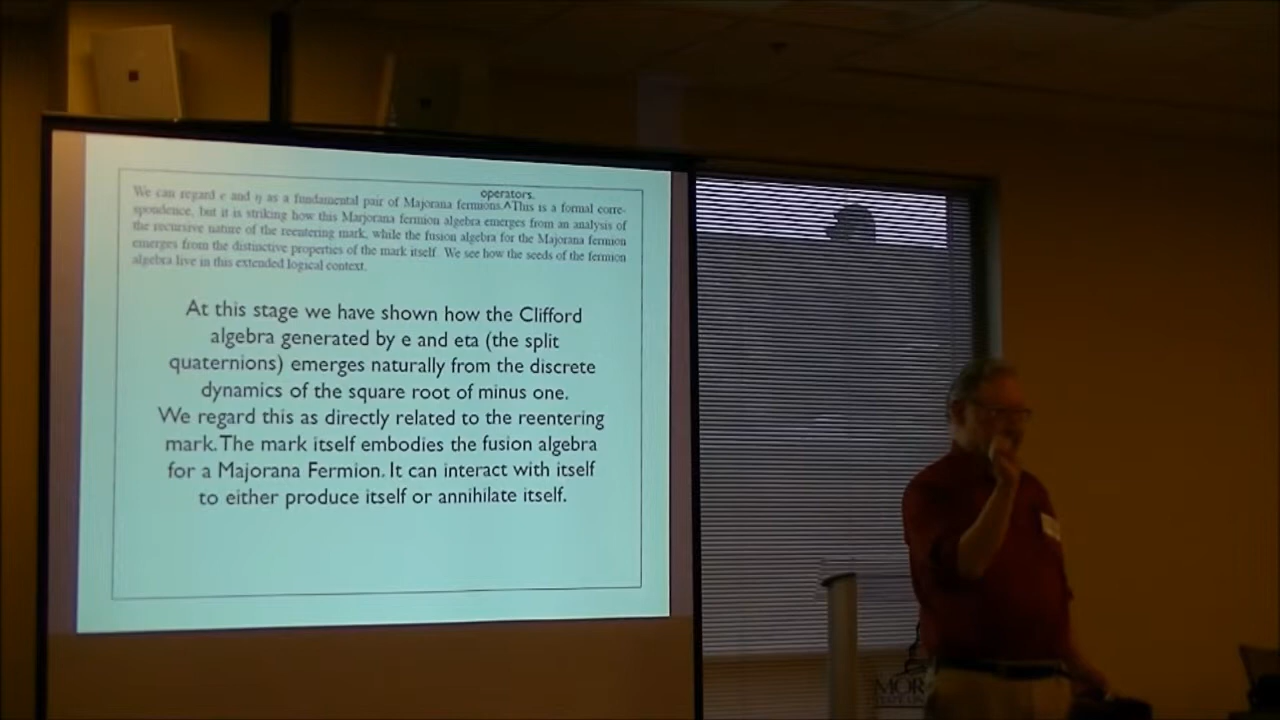 operators.
We can regard e and η as a fundamental pair of Majorana fermions.^This is a formal corre-
spondence, but it is striking how this Marjorana fermion algebra emerges from an analysis of
the recursive nature of the reentering mark, while the fusion algebra for the Majorana fermion
emerges from the distinctive properties of the mark itself. We see how the seeds of the fermion
algebra live in this extended logical context.
At this stage we have shown how the Clifford
algebra generated by e and eta (the split
quaternions) emerges naturally from the discrete
dynamics of the square root of minus one.
We regard this as directly related to the reentering
mark. The mark itself embodies the fusion algebra
for a Majorana Fermion. It can interact with itself
to either produce itself or annihilate itself.
MOR